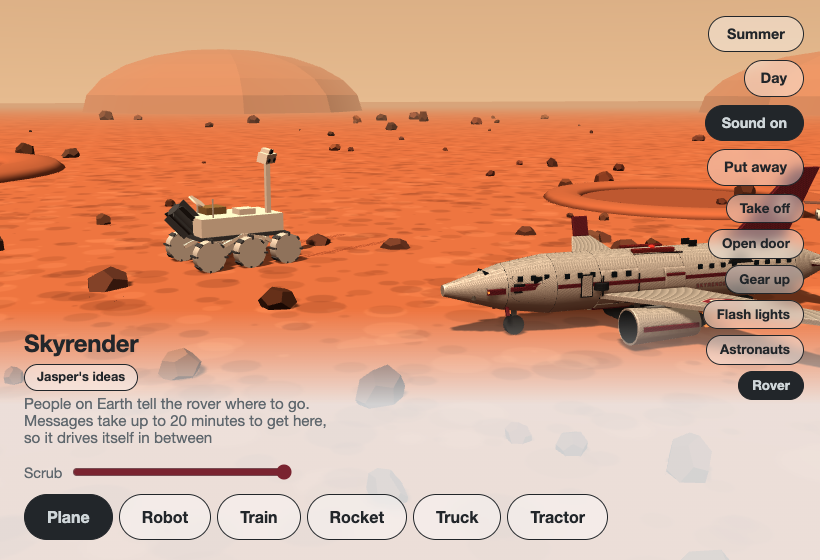 Summer
Day
Sound on
Put away
Take off
Open door
Gear up
Flash lights
Astronauts
Rover
Skyrender
Jasper's ideas
People on Earth tell the rover where to go.
Messages take up to 20 minutes to get here,
so it drives itself in between
Scrub
Plane
Robot
Train
Rocket
Truck
Tractor